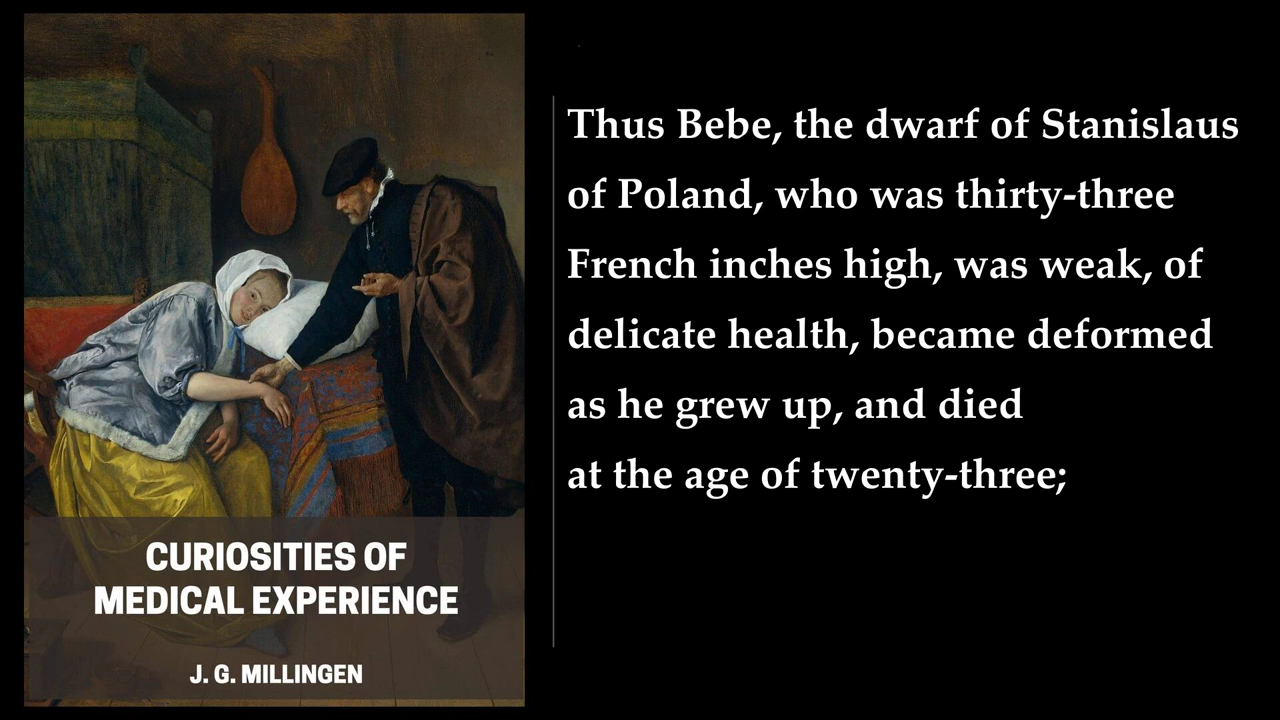 Thus Bebe, the dwarf of Stanislaus
of Poland, who was thirty-three
French inches high, was weak, of
delicate health, became deformed
as he grew up, and died
at the age of twenty-three;
CURIOSITIES OF
MEDICAL EXPERIENCE
J. G. MILLINGEN